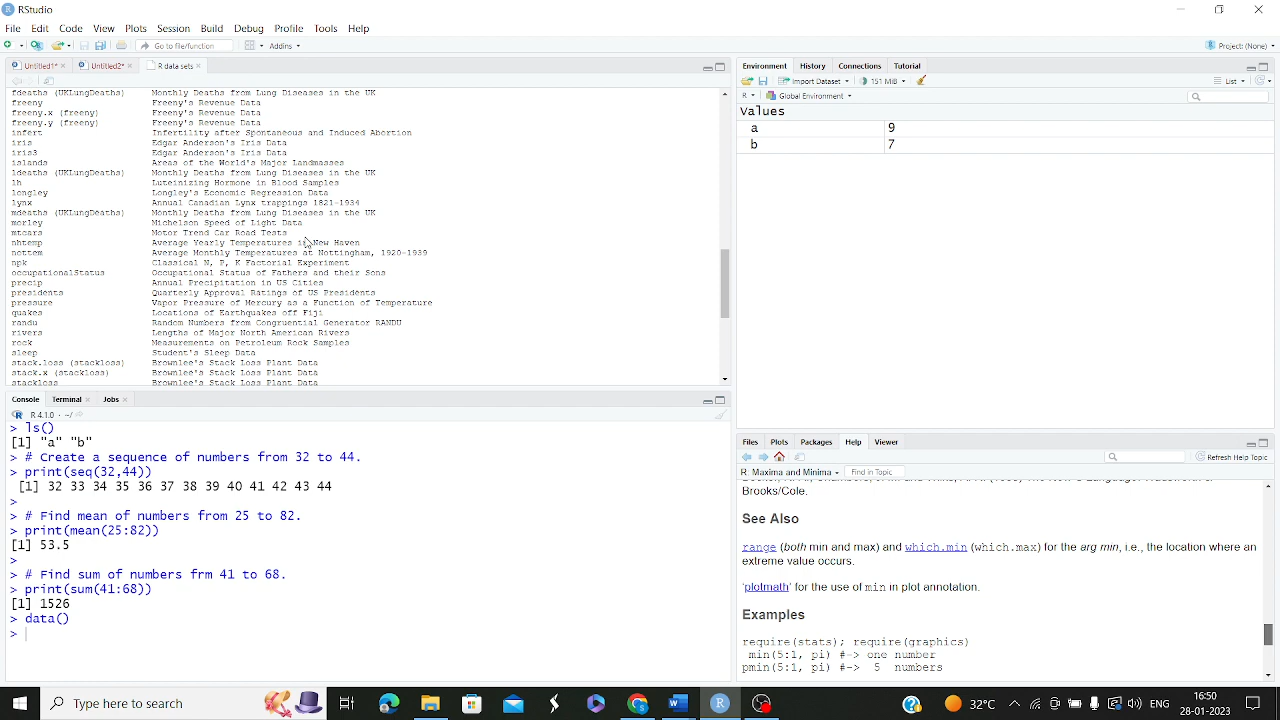 RStudio
File Edit Code View Plots Session Build Debug Profile Tools Help
Go to file/function Addins Project: (None)
Untitled1* Untitled2* R data sets
fdeaths (UKLungDeaths) Monthly Deaths from Lung Diseases in the UK
freeny Freeny's Revenue Data
freeny.x (freeny) Freeny's Revenue Data
freeny.y (freeny) Freeny's Revenue Data
infert Infertility after Spontaneous and Induced Abortion
iris Edgar Anderson's Iris Data
iris3 Edgar Anderson's Iris Data
islands Areas of the World's Major Landmasses
ldeaths (UKLungDeaths) Monthly Deaths from Lung Diseases in the UK
lh Luteinizing Hormone in Blood Samples
longley Longley's Economic Regression Data
lynx Annual Canadian Lynx trappings 1821-1934
mdeaths (UKLungDeaths) Monthly Deaths from Lung Diseases in the UK
morley Michelson Speed of Light Data
mtcars Motor Trend Car Road Tests
nhtemp Average Yearly Temperatures in New Haven
nottem Average Monthly Temperatures at Nottingham, 1920-1939
npk Classical N, P, K Factorial Experiment
occupationalStatus Occupational Status of Fathers and their Sons
precip Annual Precipitation in US Cities
presidents Quarterly Approval Ratings of US Presidents
pressure Vapor Pressure of Mercury as a Function of Temperature
quakes Locations of Earthquakes off Fiji
randu Random Numbers from Congruential Generator RANDU
rivers Lengths of Major North American Rivers
rock Measurements on Petroleum Rock Samples
sleep Student's Sleep Data
stack.loss (stackloss) Brownlee's Stack Loss Plant Data
stack.x (stackloss) Brownlee's Stack Loss Plant Data
stackloss Brownlee's Stack Loss Plant Data
Console Terminal Jobs
R 4.1.0 · ~/
> ls()
[1] "a" "b"
> # Create a sequence of numbers from 32 to 44.
> print(seq(32,44))
[1] 32 33 34 35 36 37 38 39 40 41 42 43 44
>
> # Find mean of numbers from 25 to 82.
> print(mean(25:82))
[1] 53.5
>
> # Find sum of numbers frm 41 to 68.
> print(sum(41:68))
[1] 1526
> data()
>
Environment History Connections Tutorial
Import Dataset 151 MiB List
R Global Environment
Values
a 9
b 7
Files Plots Packages Help Viewer
Refresh Help Topic
R: Maxima and Minima Find in Topic
Brooks/Cole.
See Also
range (both min and max) and which.min (which.max) for the arg min, i.e., the location where an
extreme value occurs.
'plotmath' for the use of min in plot annotation.
Examples
require(stats); require(graphics)
min(5:1, pi) #-> one number
pmin(5:1, pi) #-> 5 numbers
Type here to search
32°C ENG 16:50
28-01-2023